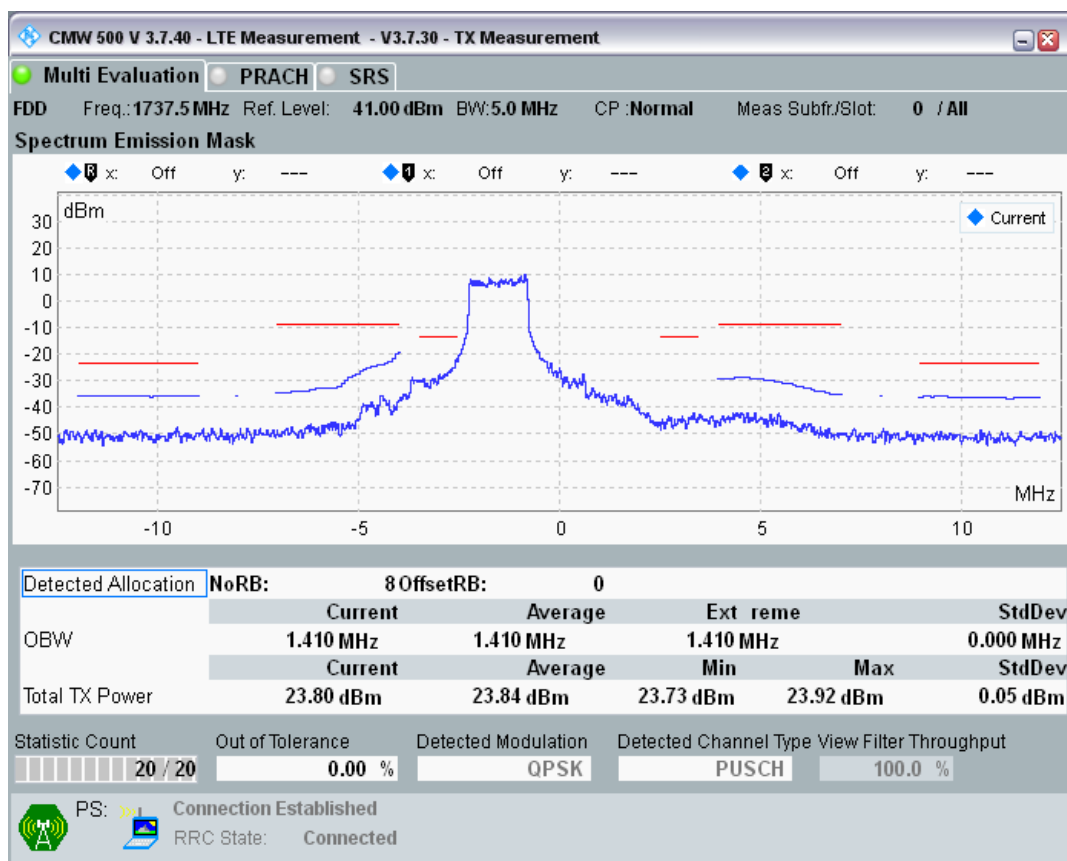 CMW 500 V 3.7.40 - LTE Measurement - V3.7.30 - TX Measurement
Multi Evaluation PRACH SRS
FDD Freq.: 1737.5 MHz Ref. Level: 41.00 dBm BW: 5.0 MHz CP : Normal Meas Subfr./Slot: 0 / All
Spectrum Emission Mask
R x: Off y: --- 1 x: Off y: --- 2 x: Off y: ---
dBm
Current
30
20
10
0
-10
-20
-30
-40
-50
-60
-70
MHz
-10 -5 0 5 10
Detected Allocation NoRB: 8 OffsetRB: 0
Current Average Ext reme StdDev
OBW 1.410 MHz 1.410 MHz 1.410 MHz 0.000 MHz
Current Average Min Max StdDev
Total TX Power 23.80 dBm 23.84 dBm 23.73 dBm 23.92 dBm 0.05 dBm
Statistic Count Out of Tolerance Detected Modulation Detected Channel Type View Filter Throughput
20 / 20 0.00 % QPSK PUSCH 100.0 %
PS: Connection Established
RRC State: Connected